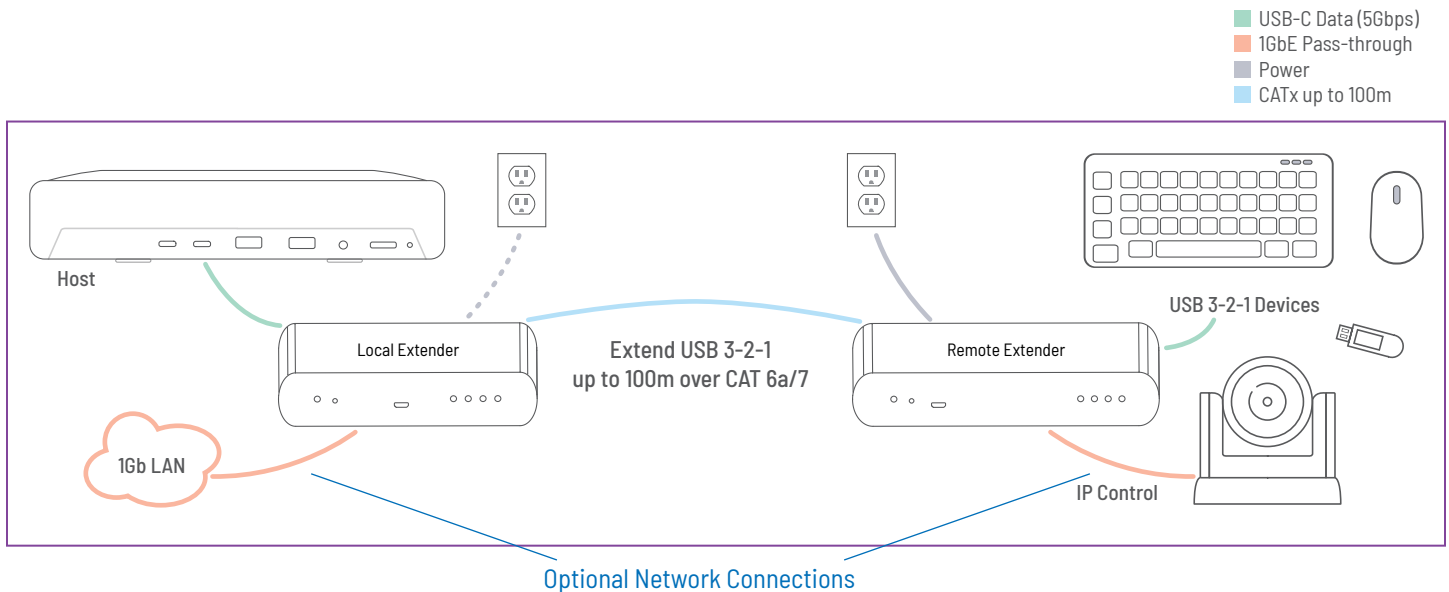 USB-C Data (5Gbps)
1GbE Pass-through
Power
CATx up to 100m
Host
Local Extender
Extend USB 3-2-1
up to 100m over CAT 6a/7
Remote Extender
USB 3-2-1 Devices
1Gb LAN
IP Control
Optional Network Connections